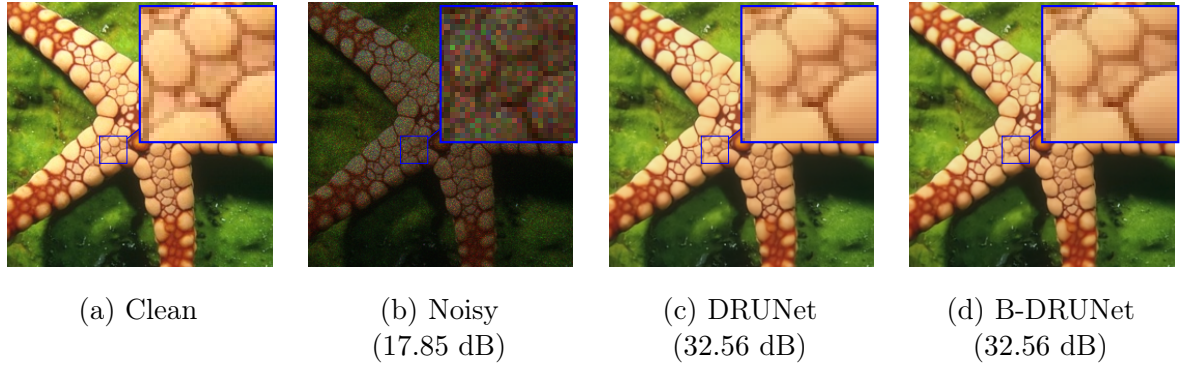 (a) Clean
(b) Noisy
(17.85 dB)
(c) DRUNet
(32.56 dB)
(d) B-DRUNet
(32.56 dB)